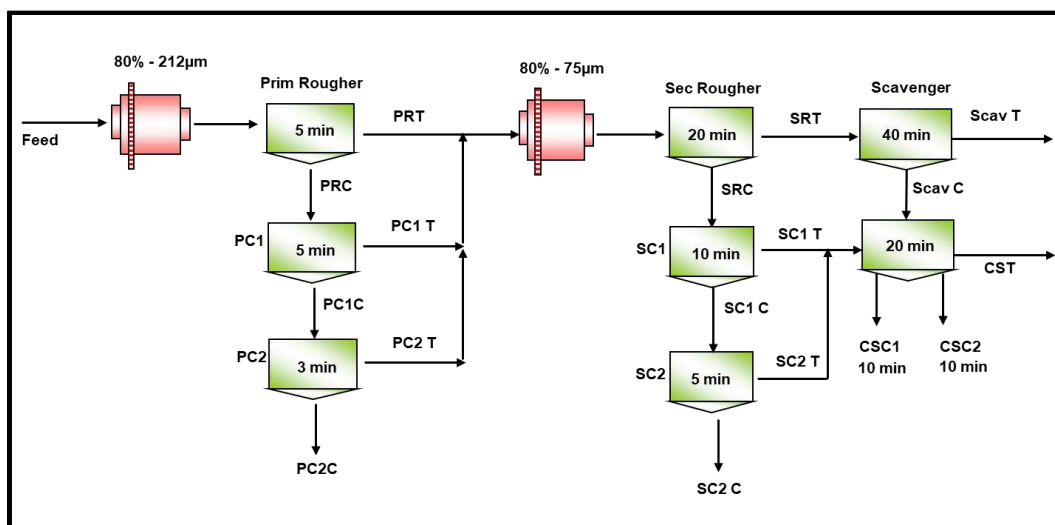 80% - 212µm
Feed
Prim Rougher
5 min
PRT
PRC
PC1
5 min
PC1 T
PC1C
PC2
3 min
PC2 T
PC2C
80% - 75µm
Sec Rougher
20 min
SRT
SRC
SC1
10 min
SC1 T
SC1 C
SC2
5 min
SC2 T
SC2 C
Scavenger
40 min
Scav T
Scav C
20 min
CST
CSC1
10 min
CSC2
10 min